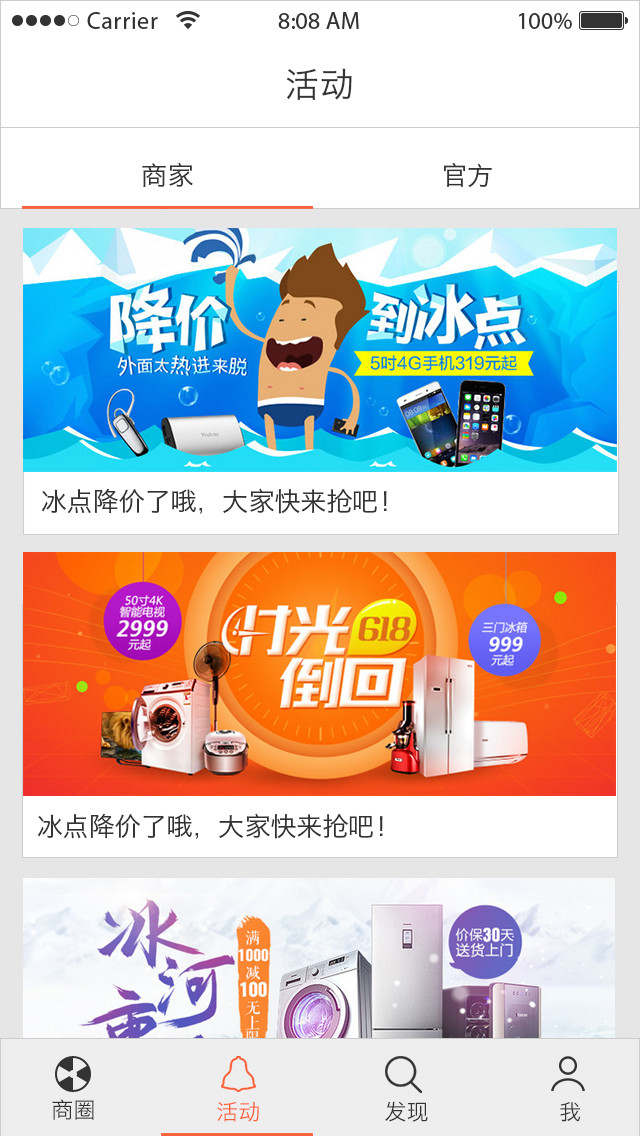 Carrier 8:08 AM 100%
活动
商家 官方
降价 到冰点
外面太热进来脱 5吋4G手机319元起
冰点降价了哦，大家快来抢吧！
50寸4K
智能电视
2999
元起
时光 618
倒回
三门冰箱
999
元起
冰点降价了哦，大家快来抢吧！
冰河
满
1000
减
100
无上限
价保30天
送货上门
商圈 活动 发现 我